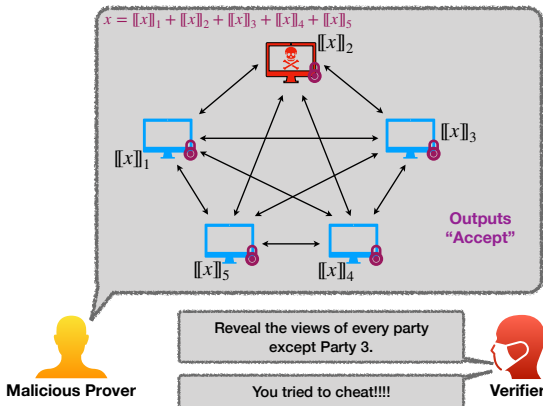 x = ⟦x⟧₁ + ⟦x⟧₂ + ⟦x⟧₃ + ⟦x⟧₄ + ⟦x⟧₅
⟦x⟧₂
⟦x⟧₁
⟦x⟧₃
⟦x⟧₅
⟦x⟧₄
Outputs
“Accept”
Reveal the views of every party
except Party 3.
Malicious Prover
You tried to cheat!!!!
Verifier